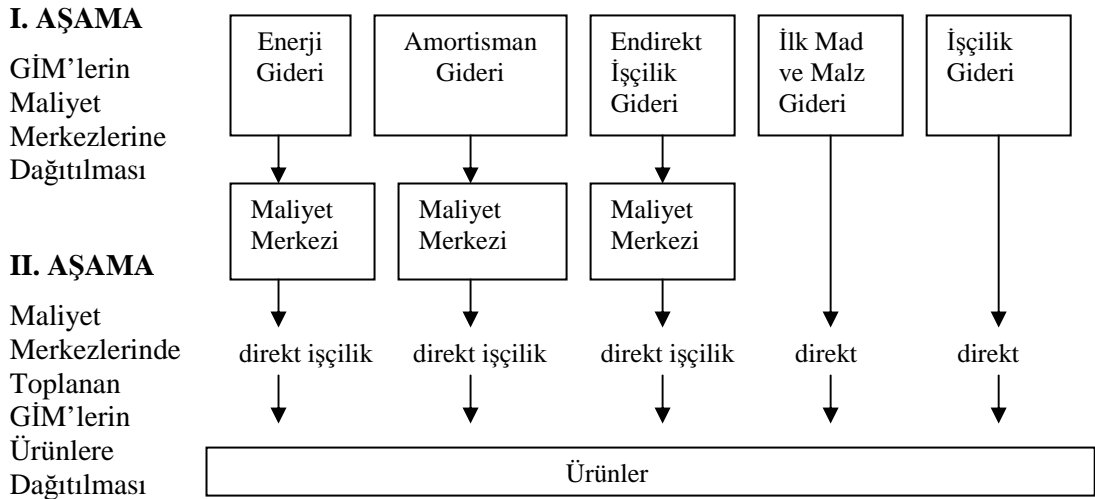 I. AŞAMA
GİM’lerin
Maliyet
Merkezlerine
Dağıtılması
Enerji
Gideri
Amortisman
Gideri
Endirekt
İşçilik
Gideri
İlk Mad
ve Malz
Gideri
İşçilik
Gideri
Maliyet
Merkezi
Maliyet
Merkezi
Maliyet
Merkezi
II. AŞAMA
Maliyet
Merkezlerinde
Toplanan
GİM’lerin
Ürünlere
Dağıtılması
direkt işçilik
direkt işçilik
direkt işçilik
direkt
direkt
Ürünler